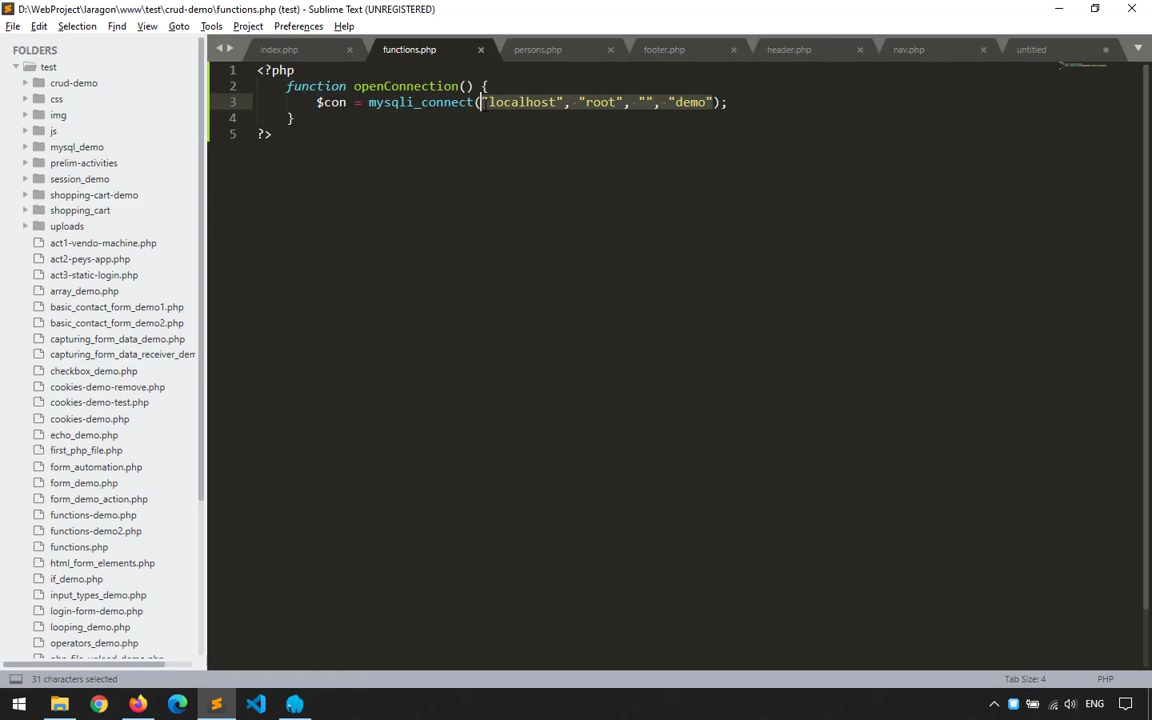 D:\WebProject\laragon\www\test\crud-demo\functions.php (test) - Sublime Text (UNREGISTERED)
File Edit Selection Find View Goto Tools Project Preferences Help
FOLDERS
test
crud-demo
css
img
js
mysql_demo
prelim-activities
session_demo
shopping-cart-demo
shopping_cart
uploads
act1-vendo-machine.php
act2-peys-app.php
act3-static-login.php
array_demo.php
basic_contact_form_demo1.php
basic_contact_form_demo2.php
capturing_form_data_demo.php
capturing_form_data_receiver_den
checkbox_demo.php
cookies-demo-remove.php
cookies-demo-test.php
cookies-demo.php
echo_demo.php
first_php_file.php
form_automation.php
form_demo.php
form_demo_action.php
functions-demo.php
functions-demo2.php
functions.php
html_form_elements.php
if_demo.php
input_types_demo.php
login-form-demo.php
looping_demo.php
operators_demo.php
index.php functions.php persons.php footer.php header.php nav.php untitled
1 <?php
2 function openConnection() {
3 $con = mysqli_connect("localhost", "root", "", "demo");
4 }
5 ?>
31 characters selected Tab Size: 4 PHP
ENG